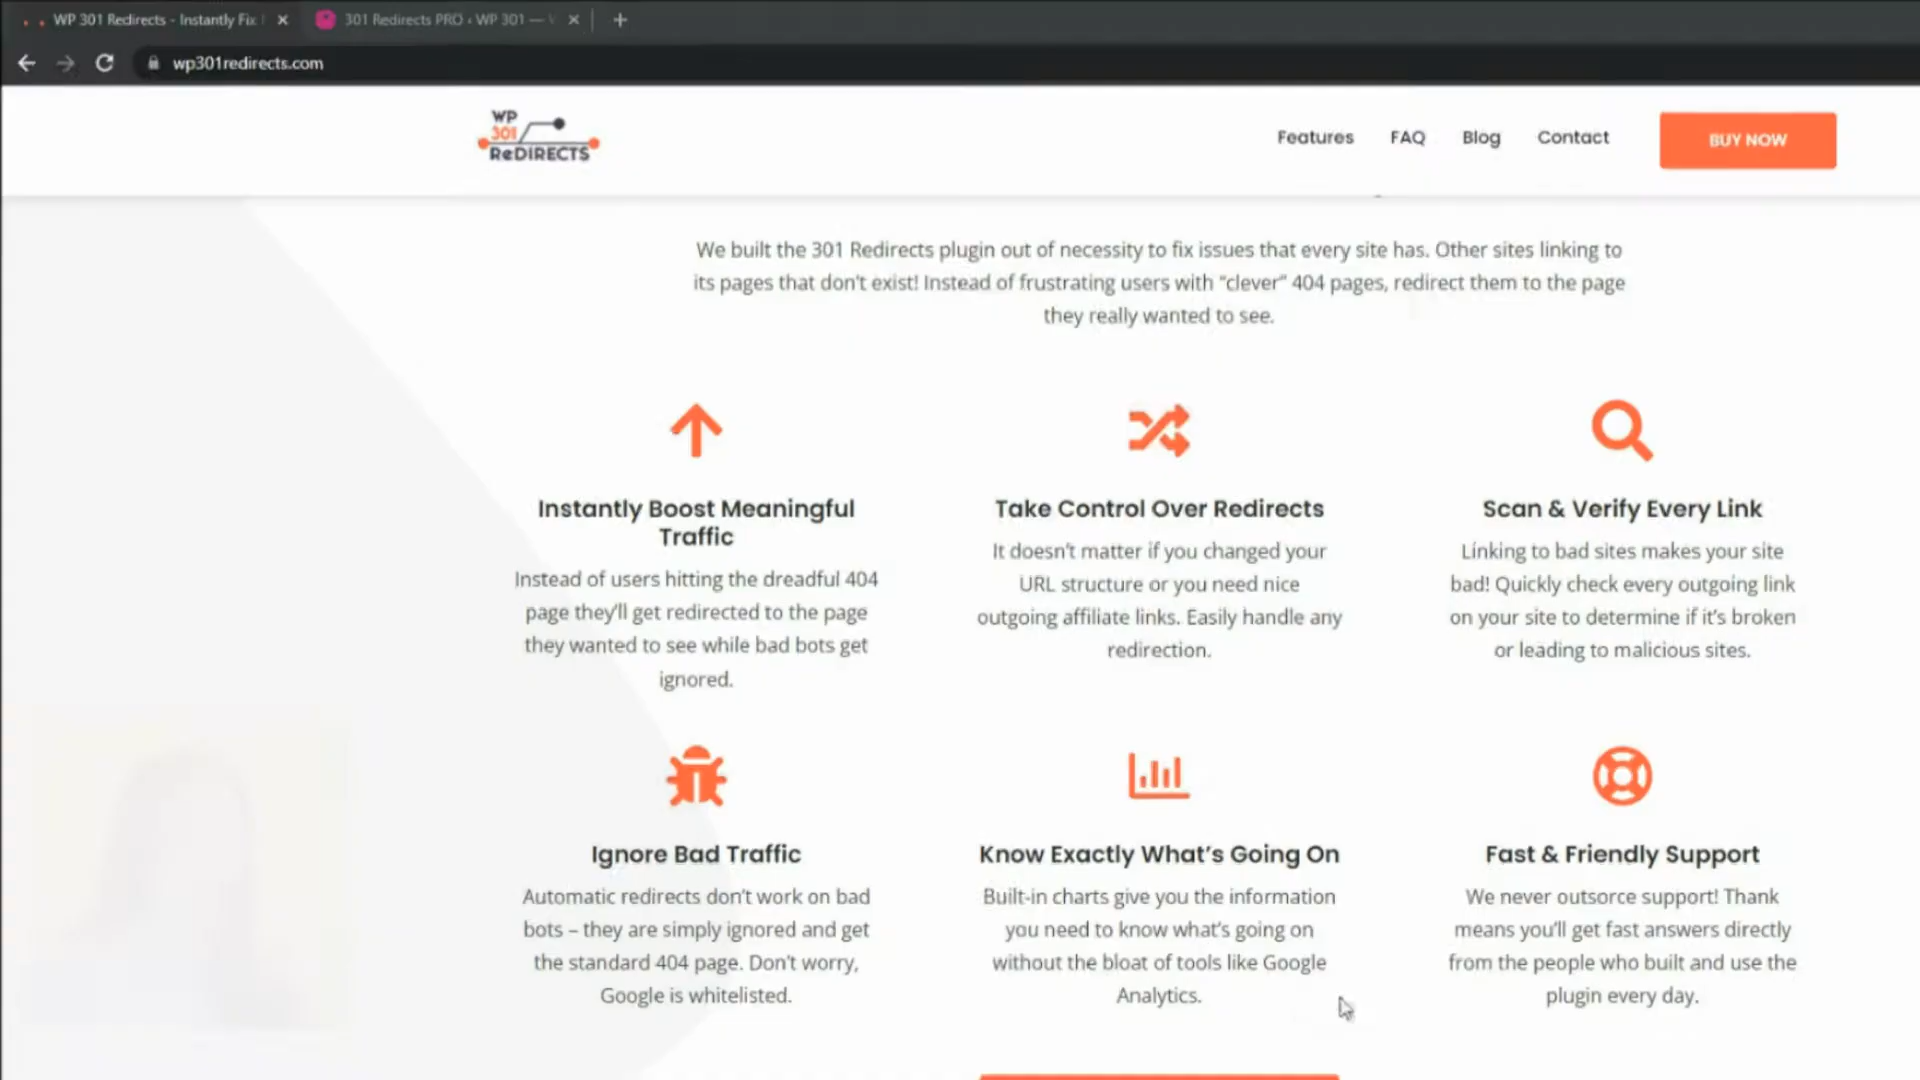 WP 301 Redirects - Instantly Fix
301 Redirects PRO ‹ WP 301 —
wp301redirects.com
WP
301
ReDIRECTS
Features
FAQ
Blog
Contact
BUY NOW
We built the 301 Redirects plugin out of necessity to fix issues that every site has. Other sites linking to
its pages that don't exist! Instead of frustrating users with “clever” 404 pages, redirect them to the page
they really wanted to see.
Instantly Boost Meaningful
Traffic
Instead of users hitting the dreadful 404
page they'll get redirected to the page
they wanted to see while bad bots get
ignored.
Take Control Over Redirects
It doesn't matter if you changed your
URL structure or you need nice
outgoing affiliate links. Easily handle any
redirection.
Scan & Verify Every Link
Linking to bad sites makes your site
bad! Quickly check every outgoing link
on your site to determine if it's broken
or leading to malicious sites.
Ignore Bad Traffic
Automatic redirects don't work on bad
bots – they are simply ignored and get
the standard 404 page. Don't worry,
Google is whitelisted.
Know Exactly What's Going On
Built-in charts give you the information
you need to know what's going on
without the bloat of tools like Google
Analytics.
Fast & Friendly Support
We never outsorce support! Thank
means you'll get fast answers directly
from the people who built and use the
plugin every day.